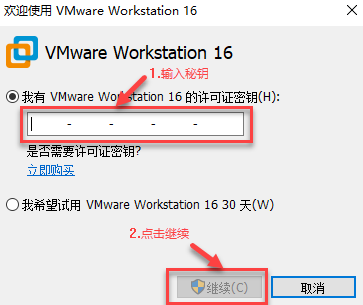 欢迎使用 VMware Workstation 16
VMware Workstation 16
1.输入秘钥
我有 VMware Workstation 16 的许可证密钥(H):
- - - -
是否需要许可证密钥?
立即购买
我希望试用 VMware Workstation 16 30 天(W)
2.点击继续
继续(C)
取消